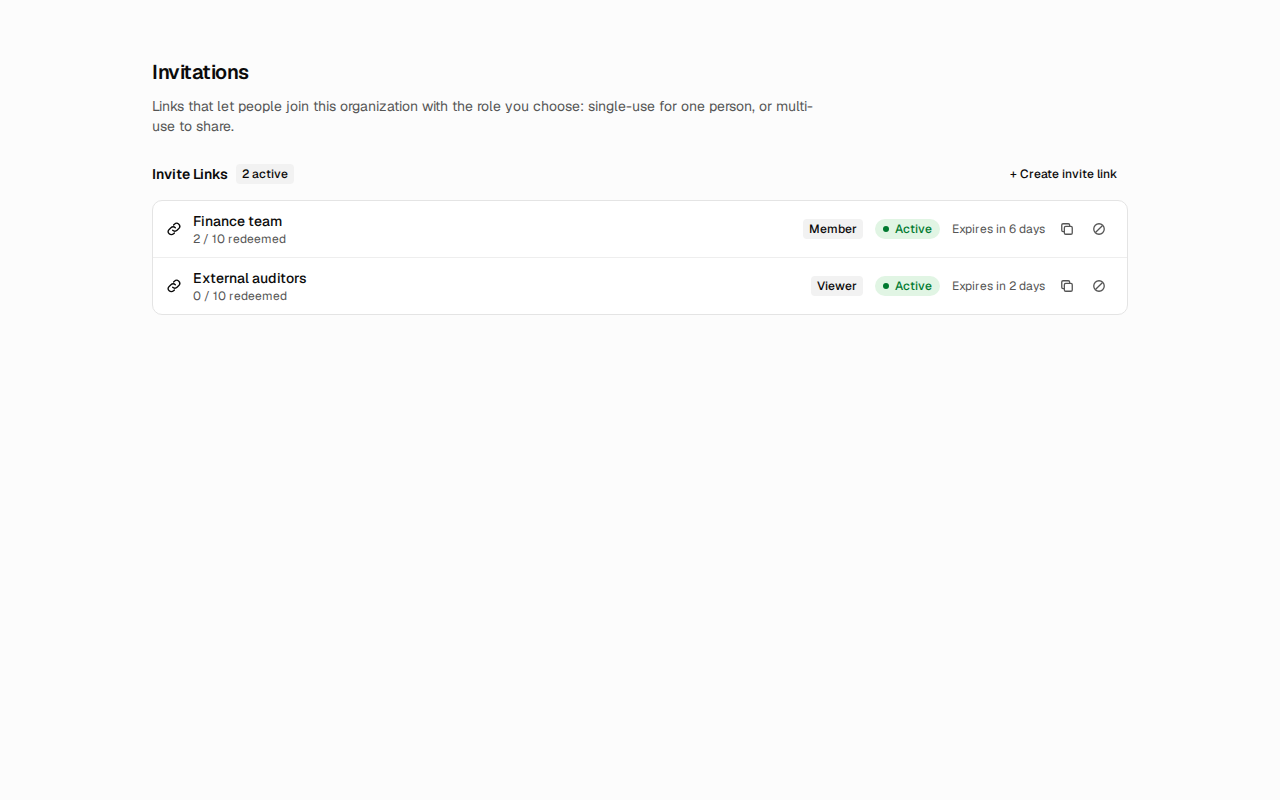 Invitations
Links that let people join this organization with the role you choose: single-use for one person, or multi-
use to share.
Invite Links 2 active + Create invite link
Finance team
2 / 10 redeemed
Member Active Expires in 6 days
External auditors
0 / 10 redeemed
Viewer Active Expires in 2 days